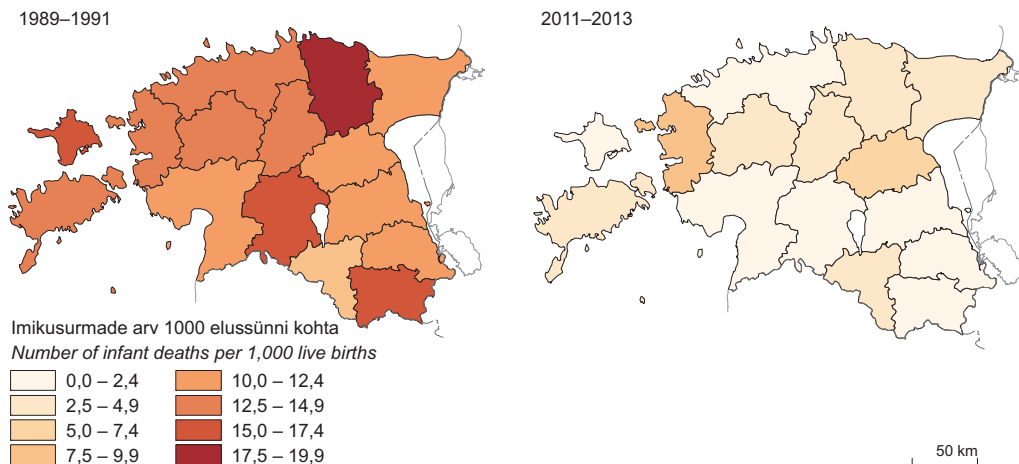 1989–1991
2011–2013
Imikusurmade arv 1000 elussünni kohta
Number of infant deaths per 1,000 live births
0,0 – 2,4
10,0 – 12,4
2,5 – 4,9
12,5 – 14,9
5,0 – 7,4
15,0 – 17,4
7,5 – 9,9
17,5 – 19,9
50 km